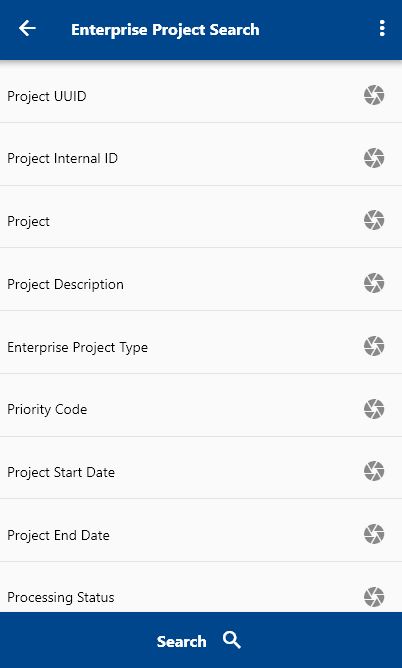 Enterprise Project Search
Project UUID
Project Internal ID
Project
Project Description
Enterprise Project Type
Priority Code
Project Start Date
Project End Date
Processing Status
Search